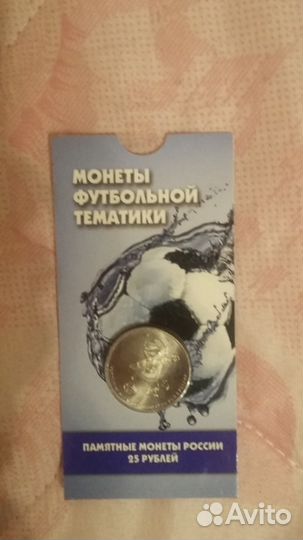 МОНЕТЫ
ФУТБОЛЬНОЙ
ТЕМАТИКИ
ПАМЯТНЫЕ МОНЕТЫ РОССИИ
25 РУБЛЕЙ
Avito